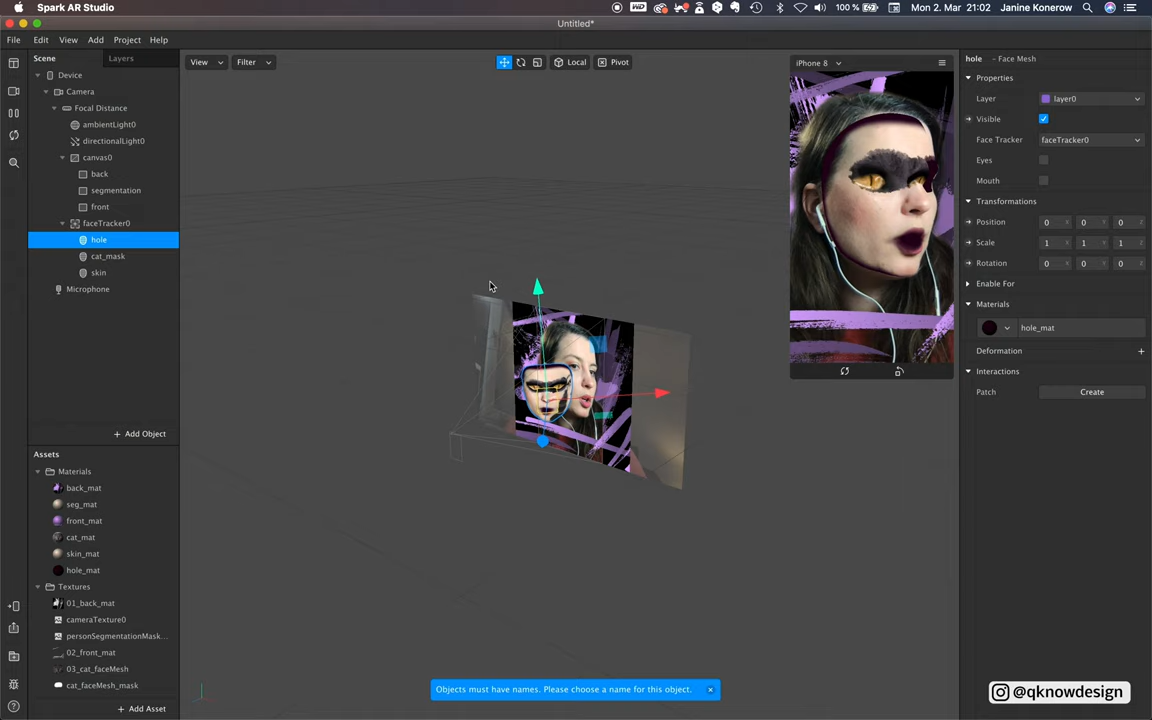 Spark AR Studio
100 %
Mon 2. Mar 21:02
Janine Konerow
Untitled*
File Edit View Add Project Help
Scene
Layers
View
Filter
Local
Pivot
iPhone 8
hole - Face Mesh
Device
Camera
Focal Distance
ambientLight0
directionalLight0
canvas0
back
segmentation
front
faceTracker0
hole
cat_mask
skin
Microphone
+ Add Object
Properties
Layer layer0
Visible
Face Tracker faceTracker0
Eyes
Mouth
Transformations
Position 0 X 0 Y 0 Z
Scale 1 X 1 Y 1 Z
Rotation 0 X 0 Y 0 Z
Enable For
Materials
hole_mat
Deformation +
Interactions
Patch Create
Assets
Materials
back_mat
seg_mat
front_mat
cat_mat
skin_mat
hole_mat
Textures
01_back_mat
cameraTexture0
personSegmentationMask...
02_front_mat
03_cat_faceMesh
cat_faceMesh_mask
+ Add Asset
Objects must have names. Please choose a name for this object.
@qknowdesign